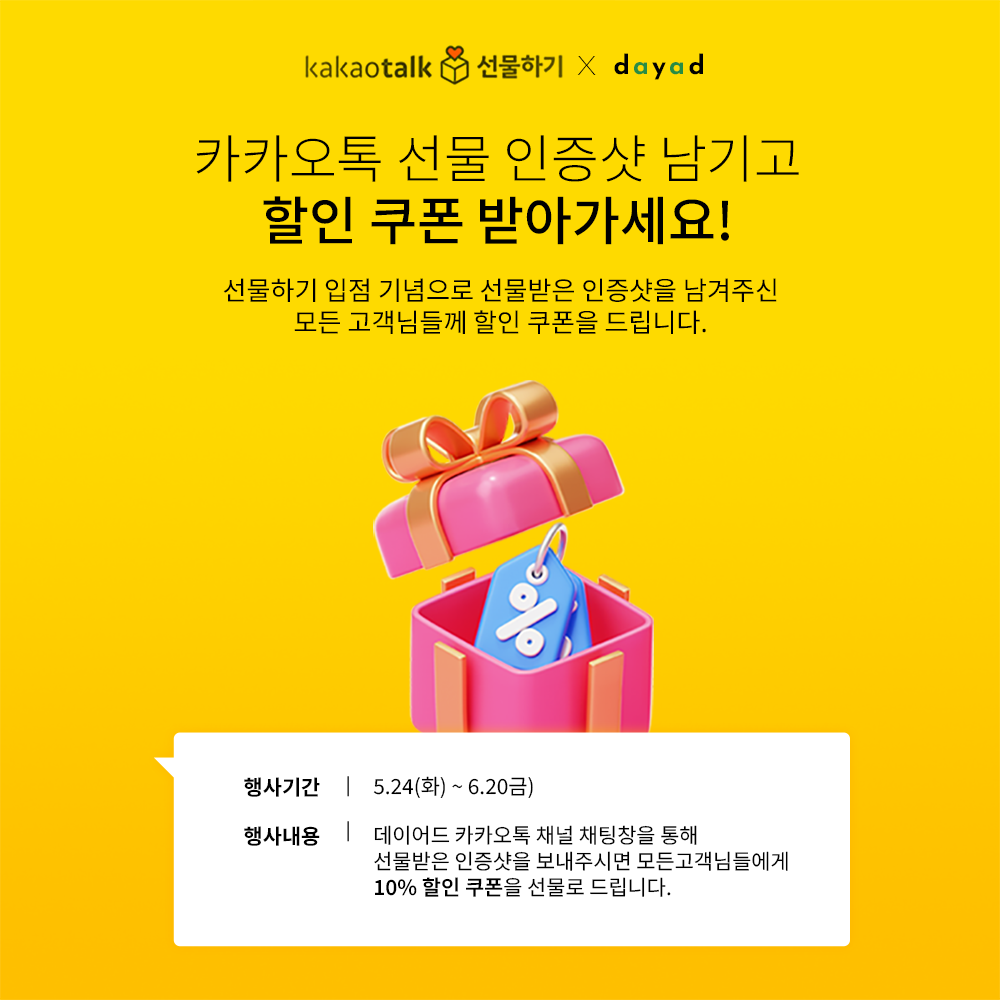 kakaotalk 선물하기 X dayad
카카오톡 선물 인증샷 남기고
할인 쿠폰 받아가세요!
선물하기 입점 기념으로 선물받은 인증샷을 남겨주신
모든 고객님들께 할인 쿠폰을 드립니다.
%
행사기간 | 5.24(화) ~ 6.20금)
행사내용 | 데이어드 카카오톡 채널 채팅창을 통해
선물받은 인증샷을 보내주시면 모든고객님들에게
10% 할인 쿠폰을 선물로 드립니다.